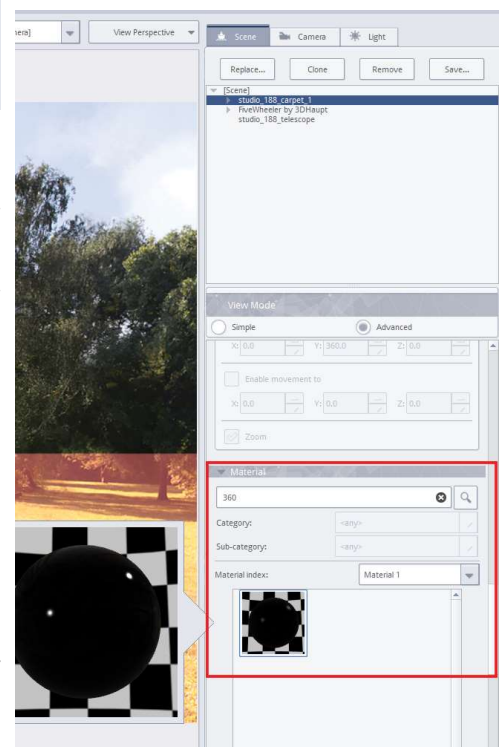 nera]
View Perspective
Scene
Camera
Light
Replace...
Clone
Remove
Save...
[Scene]
studio_188_carpet_1
FiveWheeler by 3DHaupt
studio_188_telescope
View Mode
Simple
Advanced
X: 0.0 Y: 360.0 Z: 0.0
Enable movement to
X: 0.0 Y: 0.0 Z: 0.0
Zoom
Material
360
Category: <any>
Sub-category: <any>
Material index: Material 1